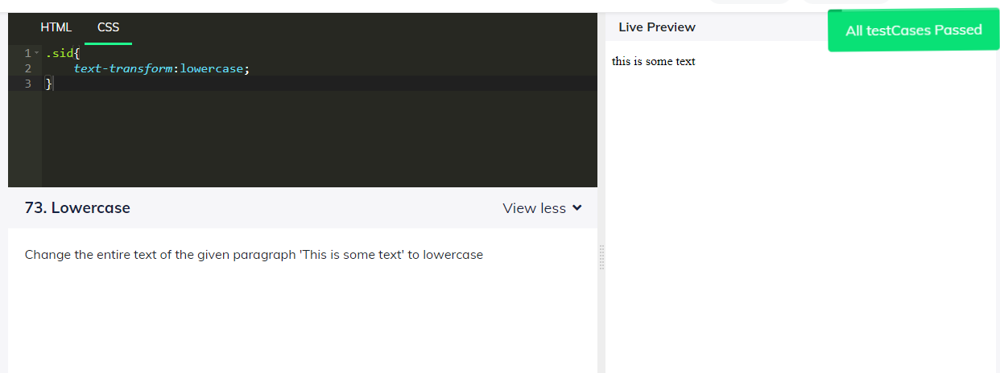 HTML CSS
1 .sid{
2 text-transform:lowercase;
3 }
73. Lowercase
View less
Change the entire text of the given paragraph 'This is some text' to lowercase
Live Preview
All testCases Passed
this is some text